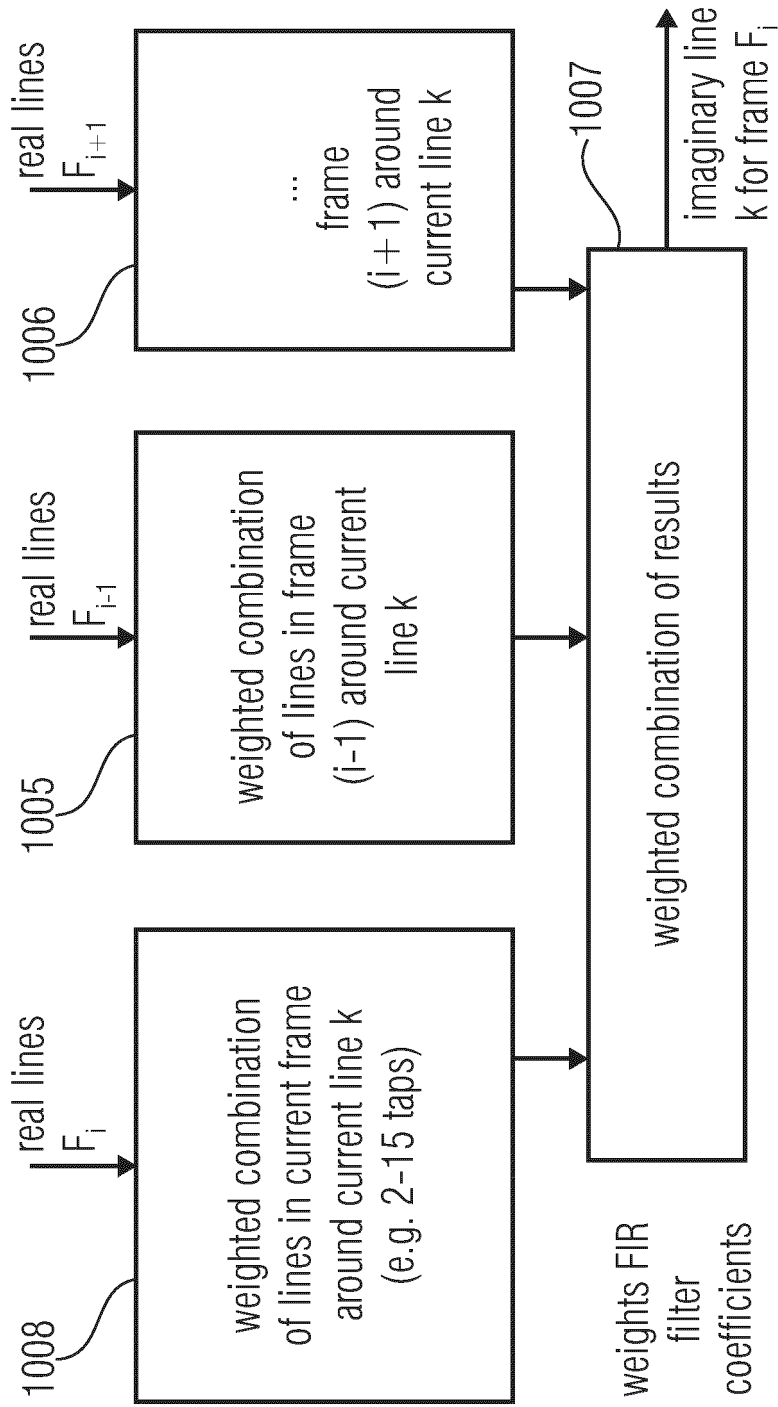 real lines
F_i
1008
weighted combination
of lines in current frame
around current line k
(e.g. 2-15 taps)
real lines
F_i-1
1005
weighted combination
of lines in frame
(i-1) around current
line k
real lines
F_i+1
1006
...
frame
(i+1) around
current line k
weights FIR
filter
coefficients
weighted combination of results
1007
imaginary line
k for frame F_i